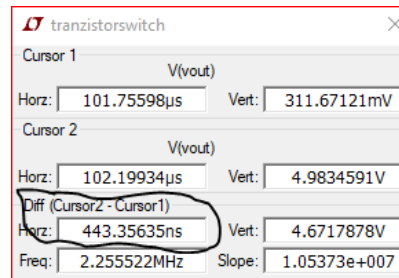 tranzistorswitch
Cursor 1
V(vout)
Horz: 101.75598µs Vert: 311.67121mV
Cursor 2
V(vout)
Horz: 102.19934µs Vert: 4.9834591V
Diff (Cursor2 - Cursor1)
Horz: 443.35635ns Vert: 4.6717878V
Freq: 2.255522MHz Slope: 1.05373e+007